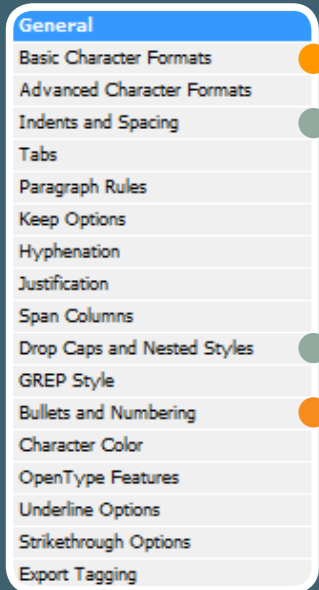 General
Basic Character Formats
Advanced Character Formats
Indents and Spacing
Tabs
Paragraph Rules
Keep Options
Hyphenation
Justification
Span Columns
Drop Caps and Nested Styles
GREP Style
Bullets and Numbering
Character Color
OpenType Features
Underline Options
Strikethrough Options
Export Tagging